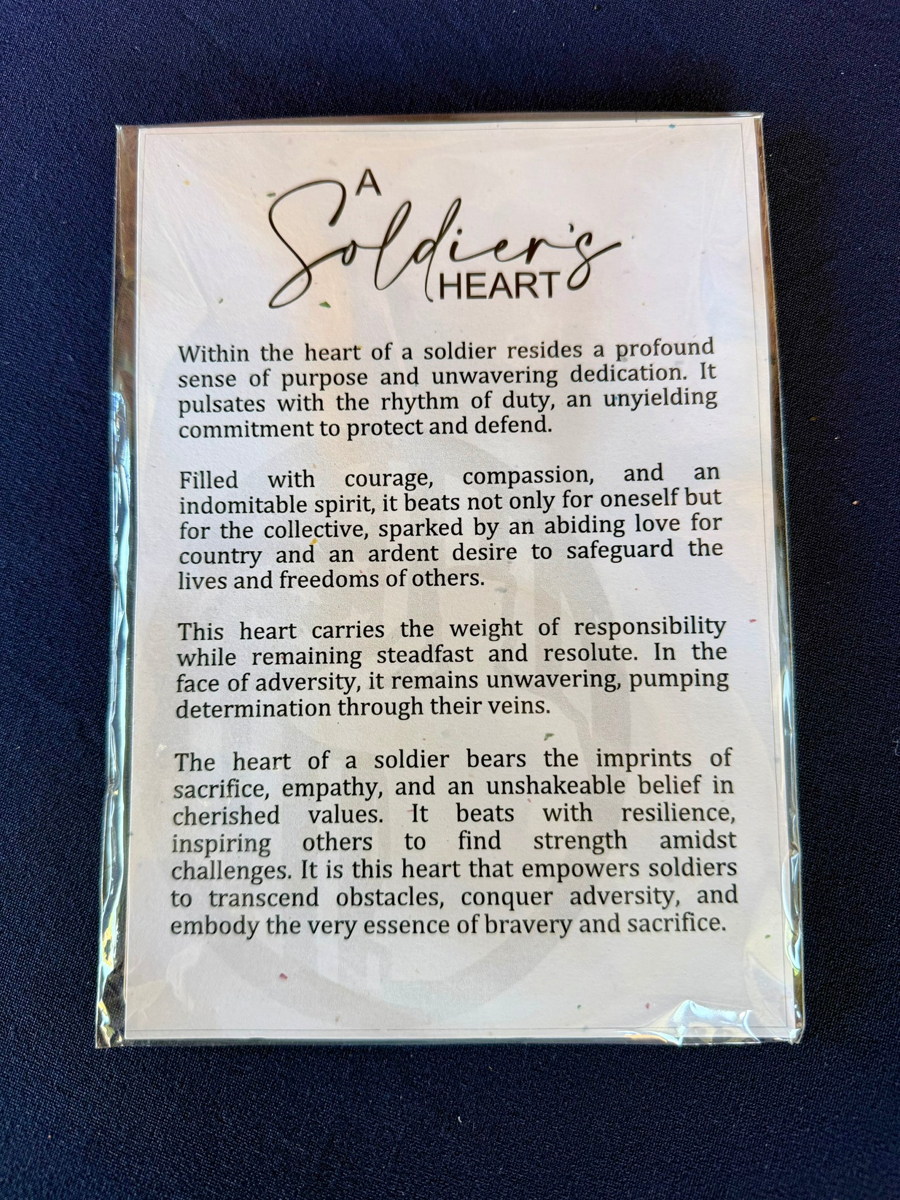 A
Soldier's
HEART
Within the heart of a soldier resides a profound
sense of purpose and unwavering dedication. It
pulsates with the rhythm of duty, an unyielding
commitment to protect and defend.
Filled with courage, compassion, and an
indomitable spirit, it beats not only for oneself but
for the collective, sparked by an abiding love for
country and an ardent desire to safeguard the
lives and freedoms of others.
This heart carries the weight of responsibility
while remaining steadfast and resolute. In the
face of adversity, it remains unwavering, pumping
determination through their veins.
The heart of a soldier bears the imprints of
sacrifice, empathy, and an unshakeable belief in
cherished values. It beats with resilience,
inspiring others to find strength amidst
challenges. It is this heart that empowers soldiers
to transcend obstacles, conquer adversity, and
embody the very essence of bravery and sacrifice.